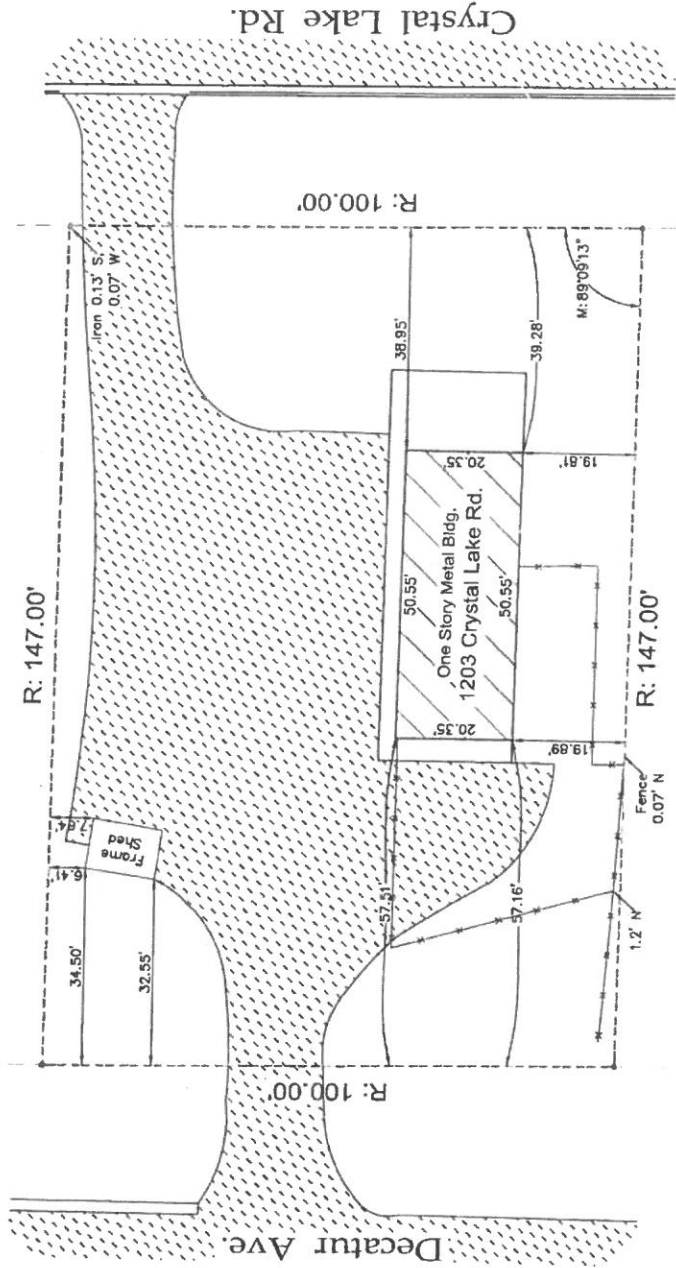 Crystal Lake Rd.
R: 100.00'
Iron 0.13' S.
0.07' W
R: 147.00'
38.95'
39.28'
M: 89°09'13"
20.35'
19.81'
One Story Metal Bldg.
1203 Crystal Lake Rd.
50.55'
50.55'
20.35'
19.89'
R: 147.00'
Fence
0.07' N
1.2' N
7.64'
Frame
Shed
6.41'
34.50'
32.55'
57.51
57.16'
R: 100.00'
Decatur Ave.